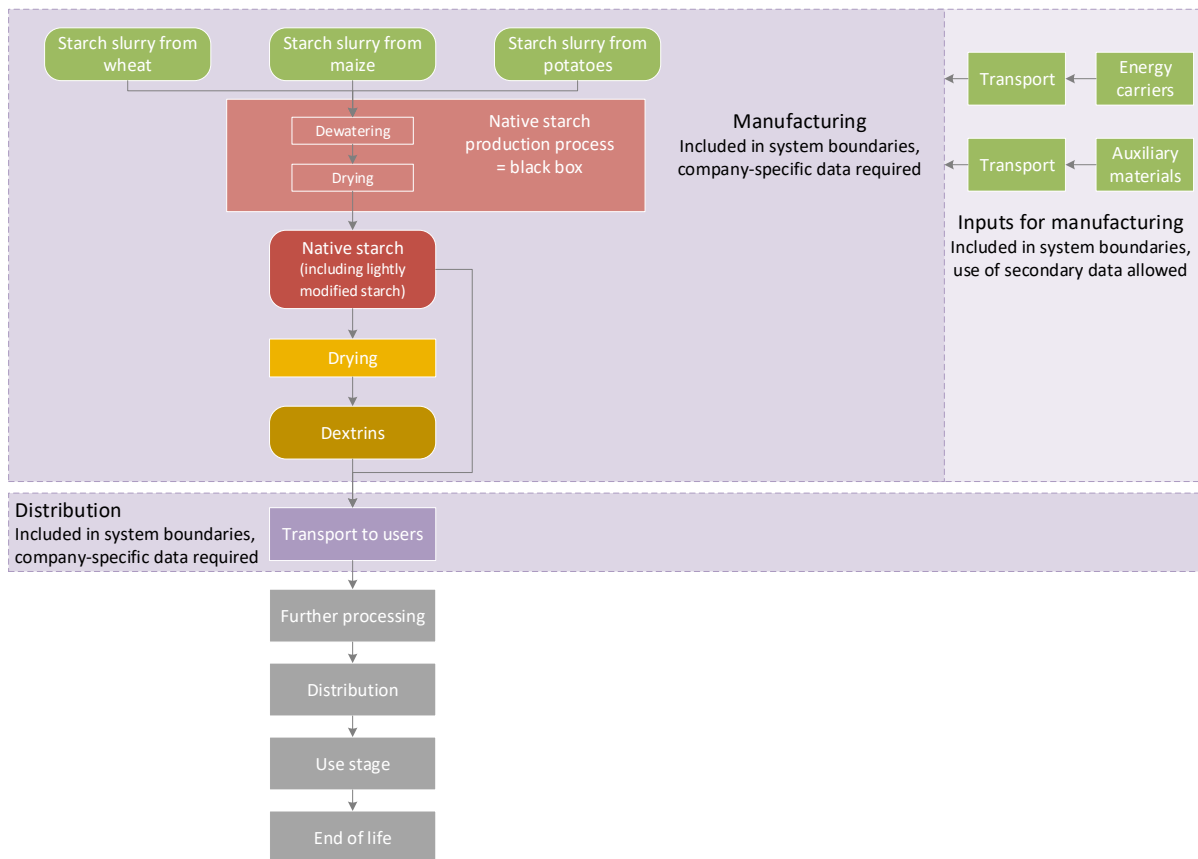 Starch slurry from
wheat
Starch slurry from
maize
Starch slurry from
potatoes
Dewatering
Drying
Native starch
production process
= black box
Native starch
(including lightly
modified starch)
Drying
Dextrins
Manufacturing
Included in system boundaries,
company-specific data required
Transport
Energy
carriers
Transport
Auxiliary
materials
Inputs for manufacturing
Included in system boundaries,
use of secondary data allowed
Distribution
Included in system boundaries,
company-specific data required
Transport to users
Further processing
Distribution
Use stage
End of life